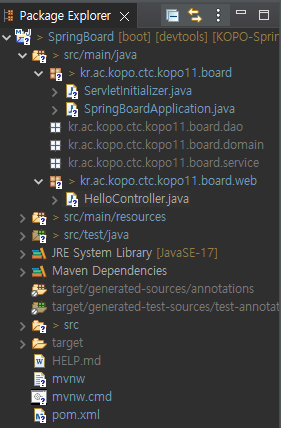 Package Explorer
SpringBoard [boot] [devtools] [KOPO-Spri
> src/main/java
> kr.ac.kopo.ctc.kopo11.board
> ServletInitializer.java
> SpringBoardApplication.java
kr.ac.kopo.ctc.kopo11.board.dao
kr.ac.kopo.ctc.kopo11.board.domain
kr.ac.kopo.ctc.kopo11.board.service
> kr.ac.kopo.ctc.kopo11.board.web
HelloController.java
> src/main/resources
> src/test/java
JRE System Library [JavaSE-17]
Maven Dependencies
target/generated-sources/annotations
target/generated-test-sources/test-annotat
> src
target
HELP.md
mvnw
mvnw.cmd
pom.xml